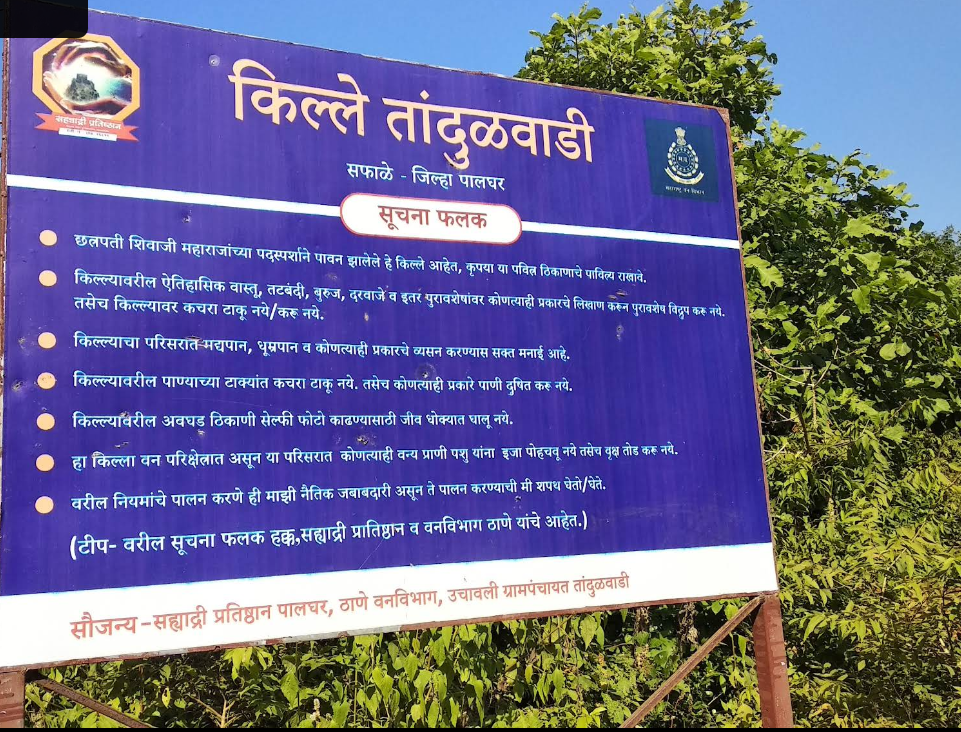 किल्ले तांदुळवाडी
सह्याद्री प्रतिष्ठान
सफाळे - जिल्हा पालघर
सूचना फलक
छत्रपती शिवाजी महाराजांच्या पदस्पर्शाने पावन झालेले हे किल्ले आहेत, कृपया या पवित्र ठिकाणाचे पावित्र्य राखावे.
किल्ल्यावरील ऐतिहासिक वास्तू, तटबंदी, बुरुज, दरवाजे व इतर पुरावशेषांवर कोणत्याही प्रकारचे लिखाण करून पुरावशेष विद्रुप करू नये.
तसेच किल्ल्यावर कचरा टाकू नये/करू नये.
किल्ल्याचा परिसरात मद्यपान, धूम्रपान व कोणत्याही प्रकारचे व्यसन करण्यास सक्त मनाई आहे.
किल्ल्यावरील पाण्याच्या टाक्यांत कचरा टाकू नये. तसेच कोणत्याही प्रकारे पाणी दुषित करू नये.
किल्ल्यावरील अवघड ठिकाणी सेल्फी फोटो काढण्यासाठी जीव धोक्यात घालू नये.
हा किल्ला वन परिक्षेत्रात असून या परिसरात कोणत्याही वन्य प्राणी पशु यांना इजा पोहचवू नये तसेच वृक्ष तोड करू नये.
वरील नियमांचे पालन करणे ही माझी नैतिक जबाबदारी असून ते पालन करण्याची मी शपथ घेतो/घेते.
(टीप- वरील सूचना फलक हक्क,सह्याद्री प्रातिष्ठान व वनविभाग ठाणे यांचे आहेत.)
सौजन्य-सह्याद्री प्रतिष्ठान पालघर, ठाणे वनविभाग, उचावली ग्रामपंचायत तांदुळवाडी